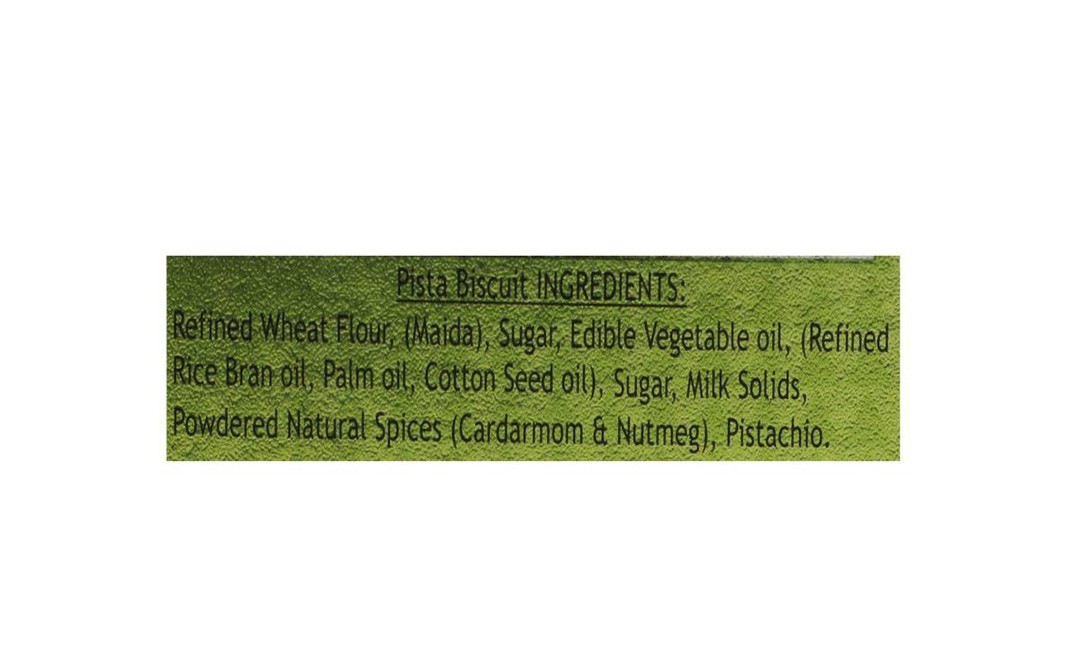 Pista Biscuit INGREDIENTS:
Refined Wheat Flour, (Maida), Sugar, Edible Vegetable oil, (Refined
Rice Bran oil, Palm oil, Cotton Seed oil), Sugar, Milk Solids,
Powdered Natural Spices (Cardarmom & Nutmeg), Pistachio.